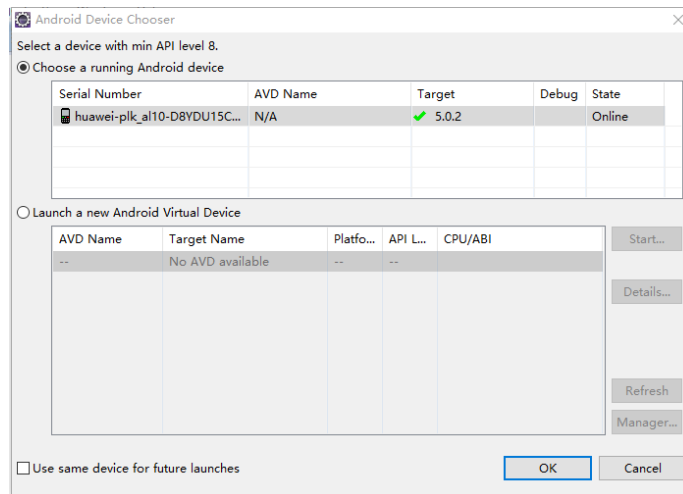 Android Device Chooser
Select a device with min API level 8.
Choose a running Android device
Serial Number AVD Name Target Debug State
huawei-plk_al10-D8YDU15C... N/A 5.0.2 Online
Launch a new Android Virtual Device
AVD Name Target Name Platfo... API L... CPU/ABI
-- No AVD available -- --
Start...
Details...
Refresh
Manager...
Use same device for future launches
OK Cancel